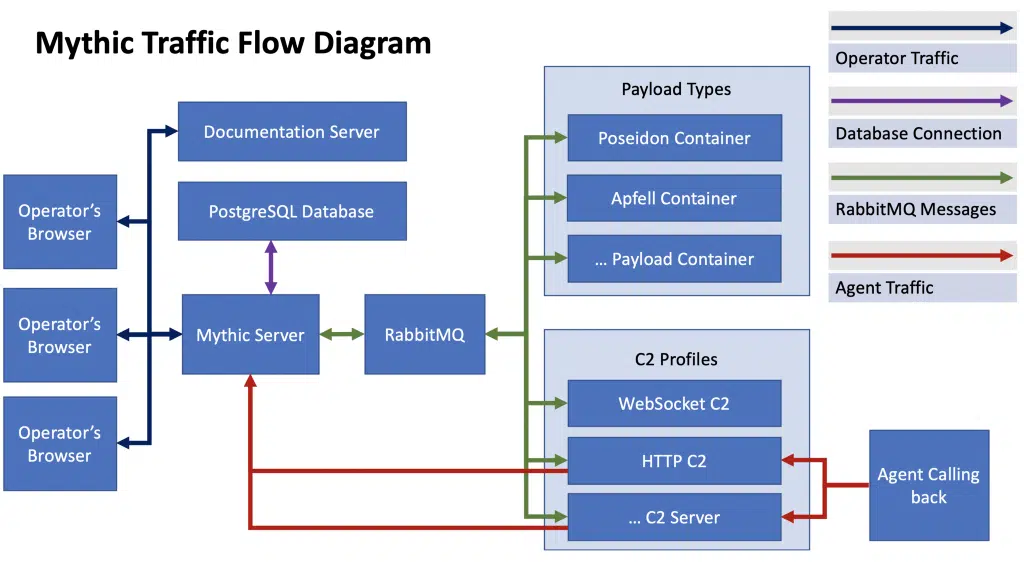 Mythic Traffic Flow Diagram
Operator Traffic
Database Connection
RabbitMQ Messages
Agent Traffic
Documentation Server
PostgreSQL Database
Operator's
Browser
Operator's
Browser
Operator's
Browser
Mythic Server
RabbitMQ
Payload Types
Poseidon Container
Apfell Container
... Payload Container
C2 Profiles
WebSocket C2
HTTP C2
... C2 Server
Agent Calling
back